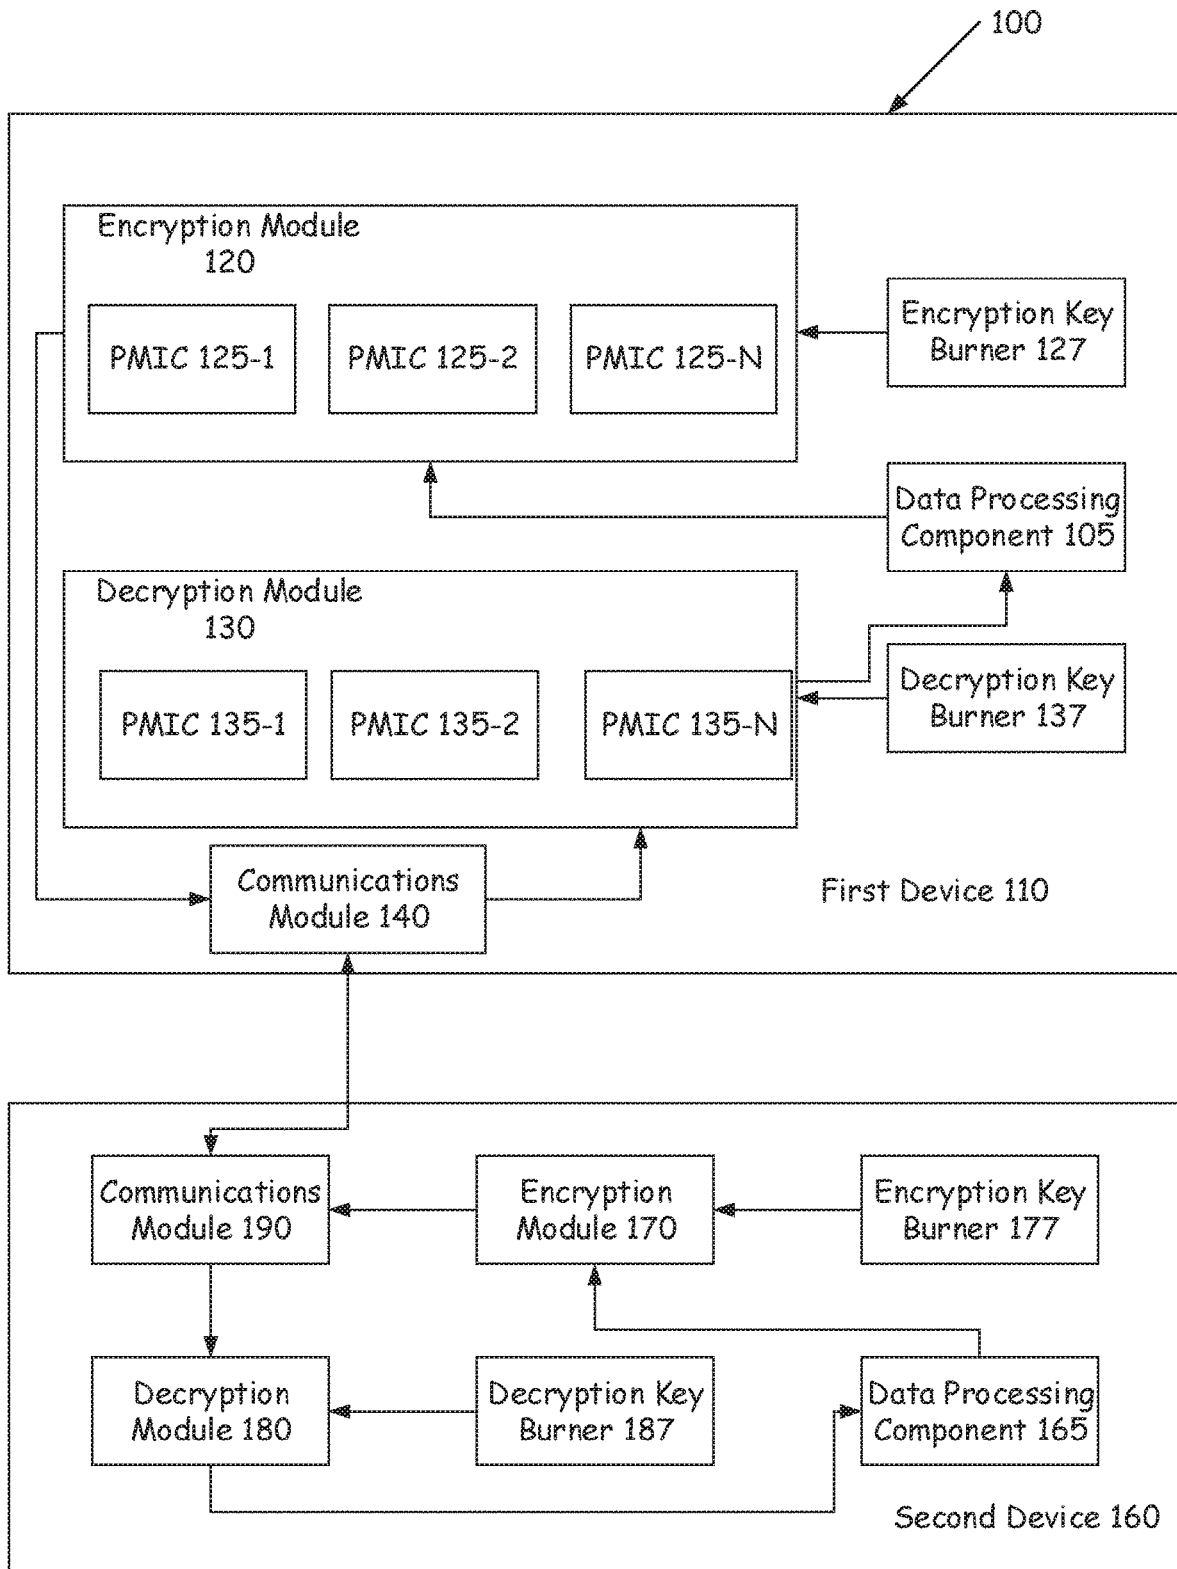 100
Encryption Module
120
PMIC 125-1
PMIC 125-2
PMIC 125-N
Encryption Key
Burner 127
Data Processing
Component 105
Decryption Module
130
PMIC 135-1
PMIC 135-2
PMIC 135-N
Decryption Key
Burner 137
Communications
Module 140
First Device 110
Communications
Module 190
Encryption
Module 170
Encryption Key
Burner 177
Decryption
Module 180
Decryption Key
Burner 187
Data Processing
Component 165
Second Device 160